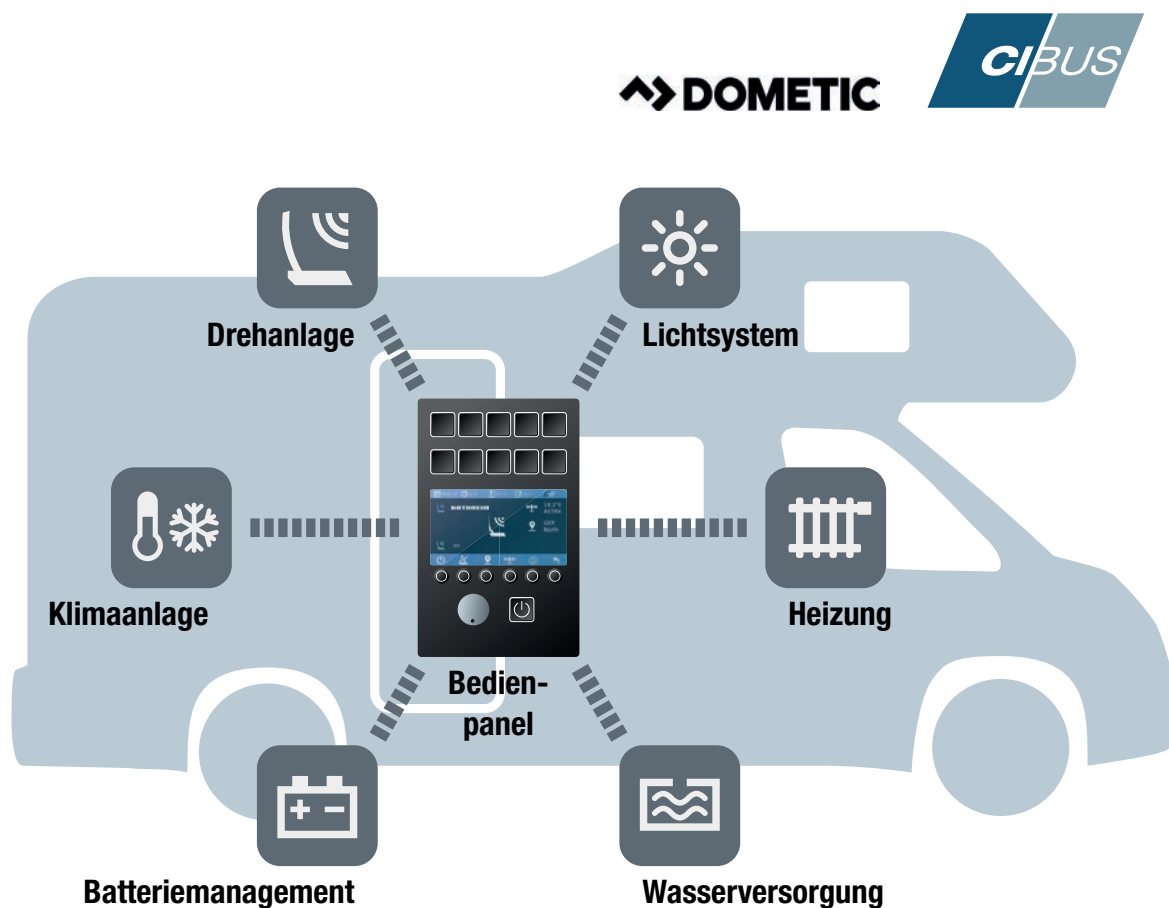 DOMETIC
CIBUS
Drehanlage
Lichtsystem
Klimaanlage
Heizung
Bedien-
panel
Batteriemanagement
Wasserversorgung